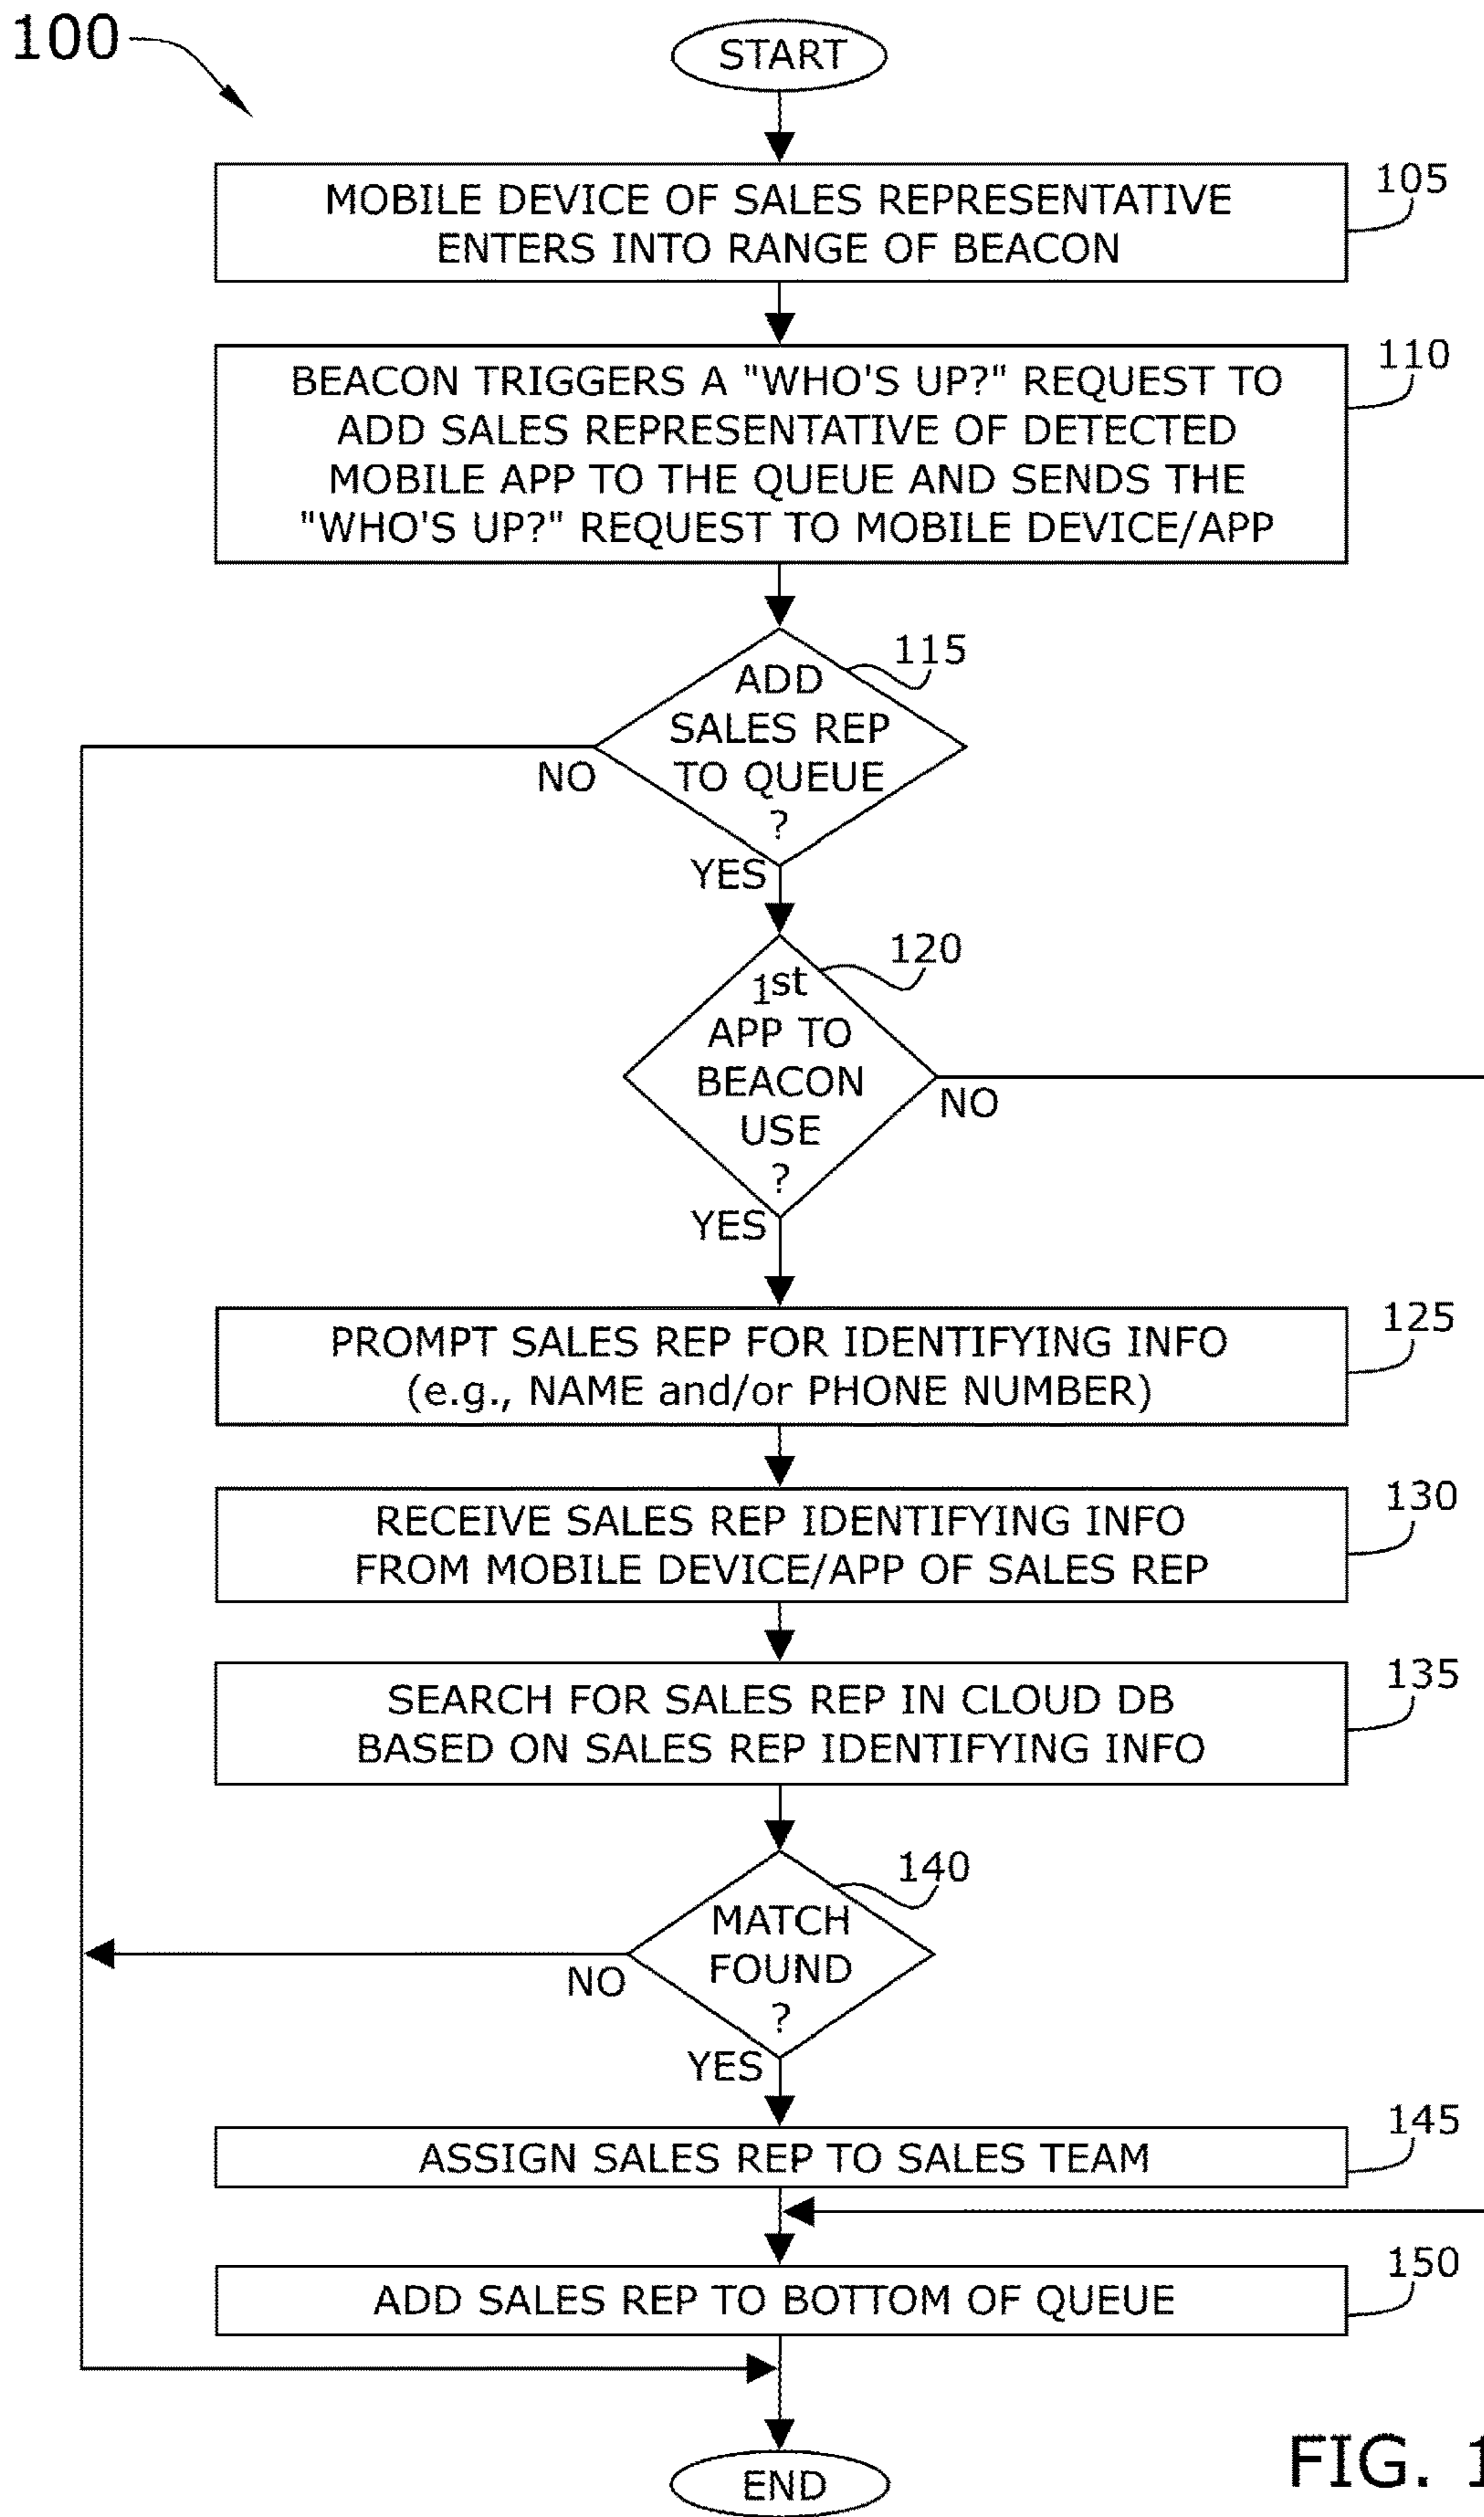 100
START
MOBILE DEVICE OF SALES REPRESENTATIVE
ENTERS INTO RANGE OF BEACON
105
BEACON TRIGGERS A "WHO'S UP?" REQUEST TO
ADD SALES REPRESENTATIVE OF DETECTED
MOBILE APP TO THE QUEUE AND SENDS THE
"WHO'S UP?" REQUEST TO MOBILE DEVICE/APP
110
ADD
SALES REP
TO QUEUE
?
115
NO
YES
1st
APP TO
BEACON
USE
?
120
NO
YES
PROMPT SALES REP FOR IDENTIFYING INFO
(e.g., NAME and/or PHONE NUMBER)
125
RECEIVE SALES REP IDENTIFYING INFO
FROM MOBILE DEVICE/APP OF SALES REP
130
SEARCH FOR SALES REP IN CLOUD DB
BASED ON SALES REP IDENTIFYING INFO
135
MATCH
FOUND
?
140
NO
YES
ASSIGN SALES REP TO SALES TEAM
145
ADD SALES REP TO BOTTOM OF QUEUE
150
END
FIG. 1